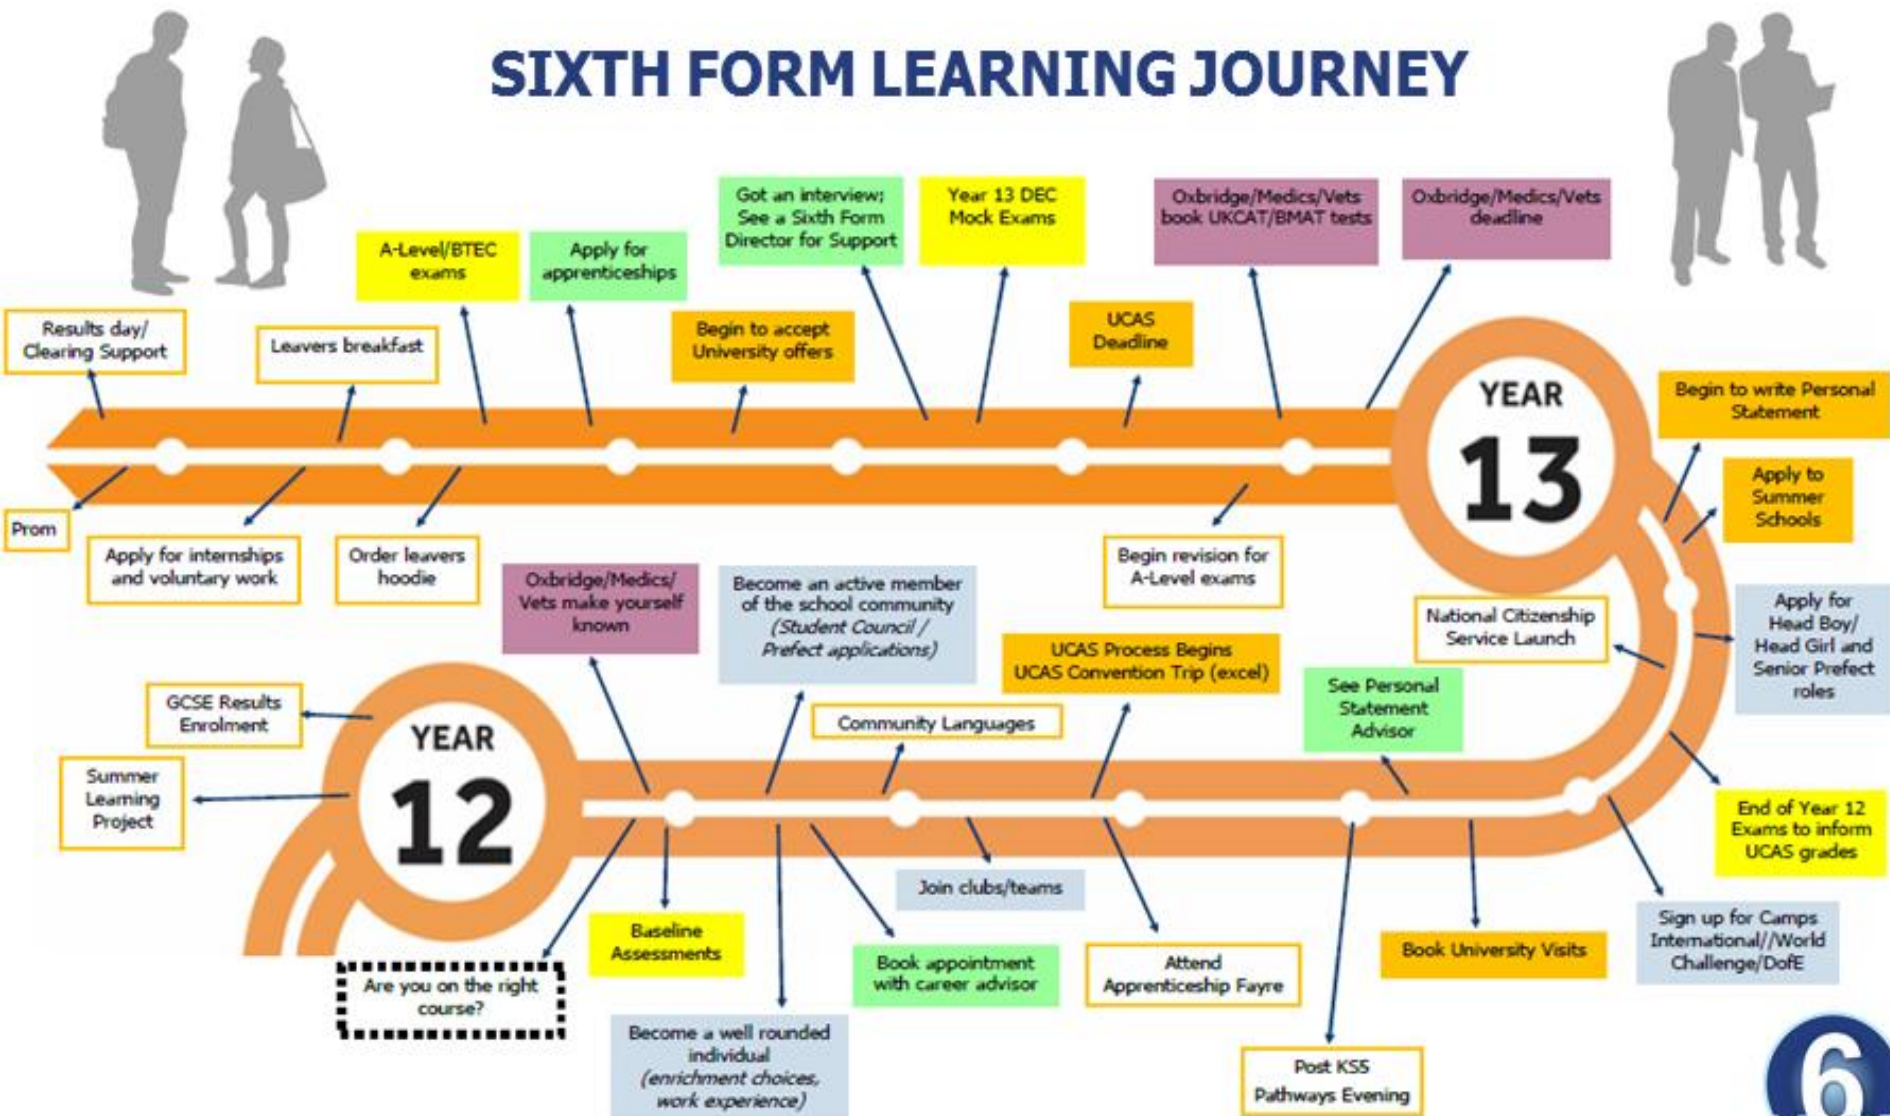 SIXTH FORM LEARNING JOURNEY
Got an interview;
See a Sixth Form
Director for Support
Year 13 DEC
Mock Exams
Oxbridge/Medics/Vets
book UKCAT/BMAT tests
Oxbridge/Medics/Vets
deadline
A-Level/BTEC
exams
Apply for
apprenticeships
Results day/
Clearing Support
Leavers breakfast
Begin to accept
University offers
UCAS
Deadline
YEAR
13
Begin to write Personal
Statement
Apply to
Summer
Schools
Prom
Apply for internships
and voluntary work
Order leavers
hoodie
Begin revision for
A-Level exams
Oxbridge/Medics/
Vets make yourself
known
Become an active member
of the school community
(Student Council /
Prefect applications)
National Citizenship
Service Launch
Apply for
Head Boy/
Head Girl and
Senior Prefect
roles
UCAS Process Begins
UCAS Convention Trip (excel)
See Personal
Statement
Advisor
GCSE Results
Enrolment
Community Languages
YEAR
12
Summer
Learning
Project
End of Year 12
Exams to inform
UCAS grades
Join clubs/teams
Baseline
Assessments
Book appointment
with career advisor
Attend
Apprenticeship Fayre
Book University Visits
Sign up for Camps
International//World
Challenge/DofE
Are you on the right
course?
Become a well rounded
individual
(enrichment choices,
work experience)
Post KS5
Pathways Evening
6